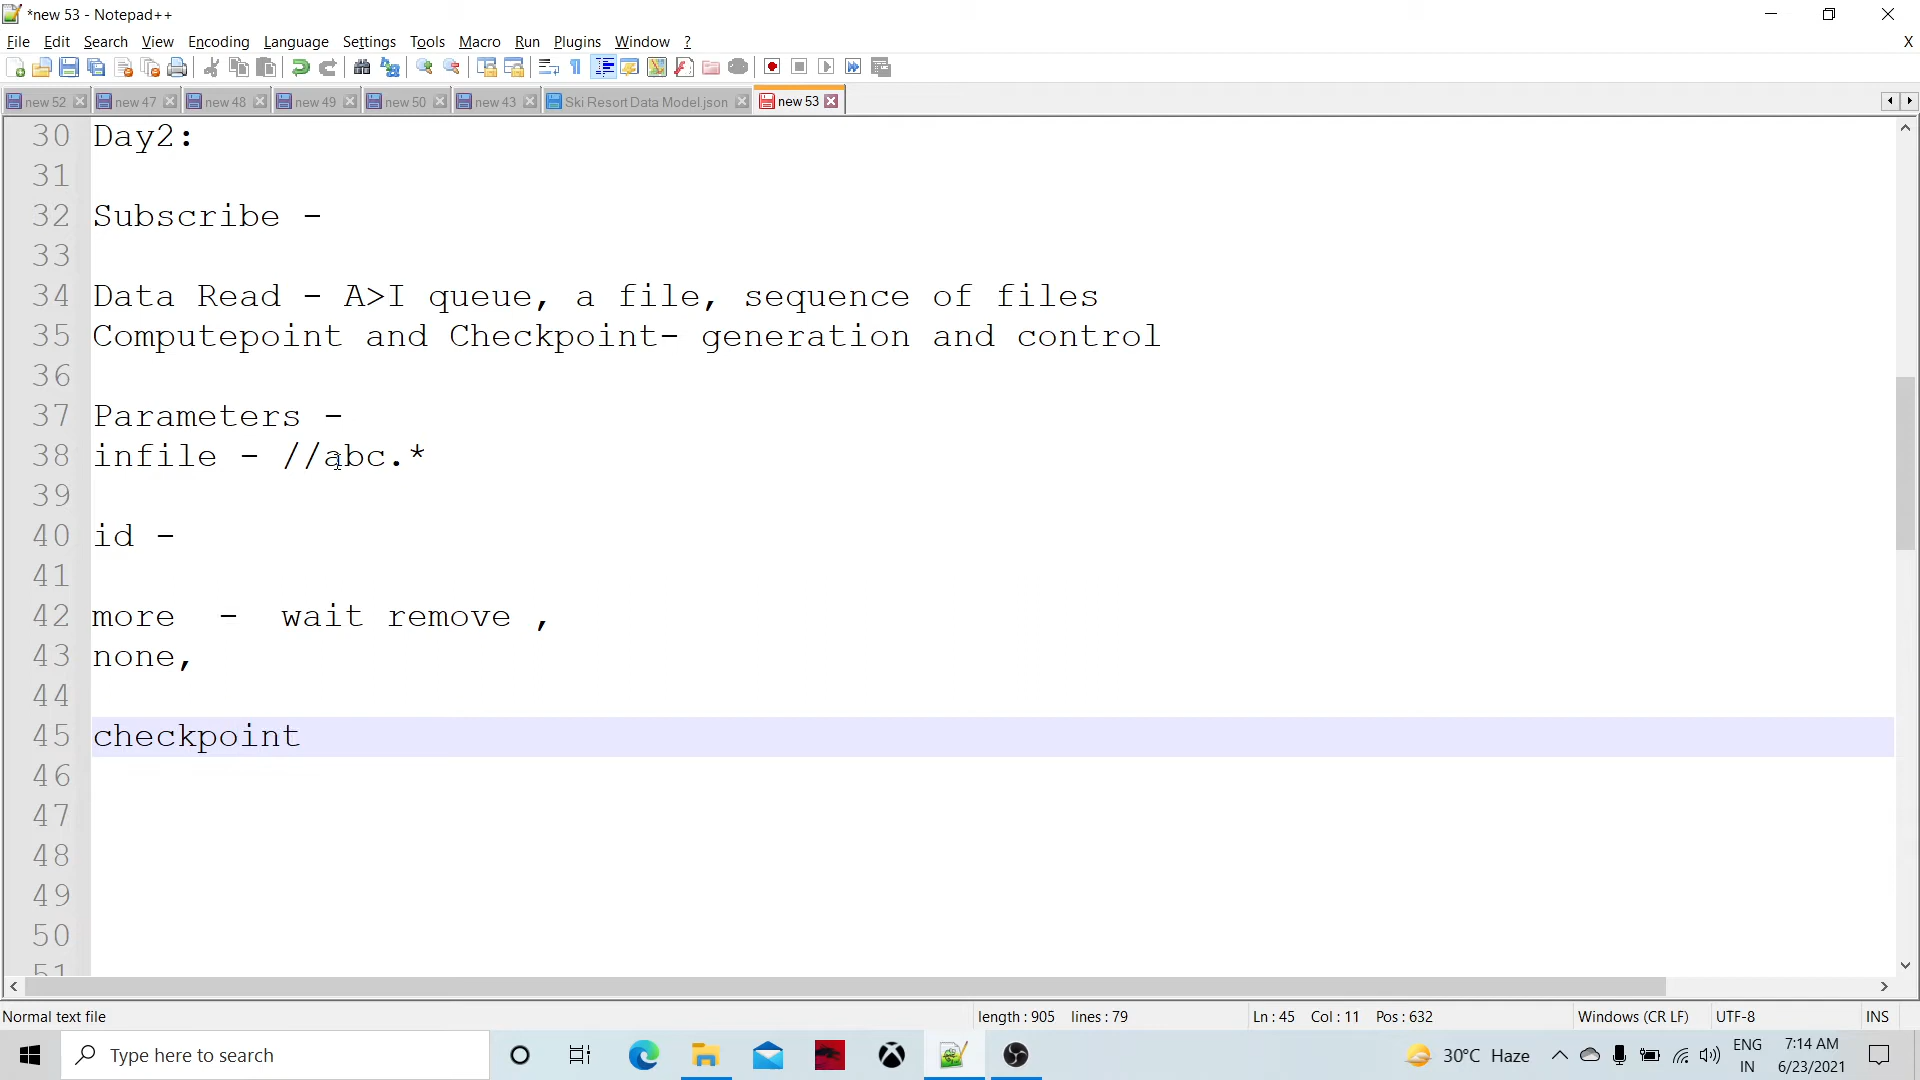 *new 53 - Notepad++
File Edit Search View Encoding Language Settings Tools Macro Run Plugins Window ? X
new 52 new 47 new 48 new 49 new 50 new 43 Ski Resort Data Model.json new 53
30 Day2:
31
32 Subscribe -
33
34 Data Read - A>I queue, a file, sequence of files
35 Computepoint and Checkpoint- generation and control
36
37 Parameters -
38 infile - //abc.*
39
40 id -
41
42 more - wait remove ,
43 none,
44
45 checkpoint
46
47
48
49
50
51
Normal text file length : 905 lines : 79 Ln : 45 Col : 11 Pos : 632 Windows (CR LF) UTF-8 INS
Type here to search 30°C Haze ENG 7:14 AM
IN 6/23/2021